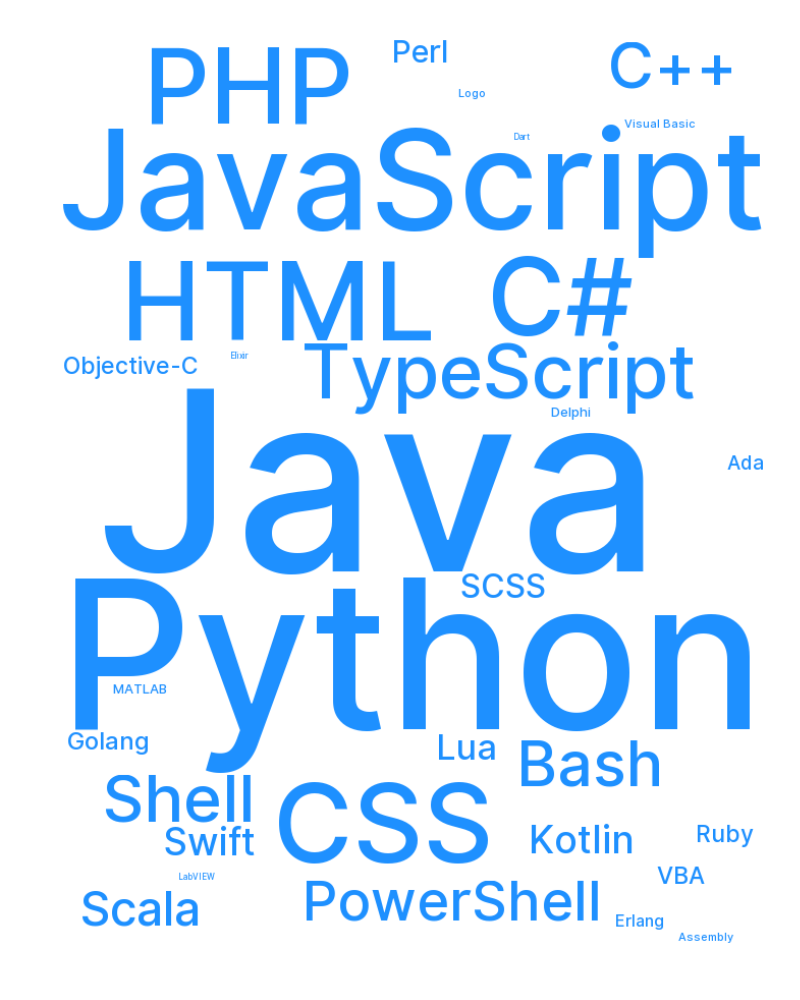 PHP
Perl
C++
Logo
Visual Basic
Dart
JavaScript
HTML
C#
Elixir
Objective-C
TypeScript
Delphi
Java
Ada
SCSS
Python
MATLAB
Golang
Lua
Bash
Shell
CSS
Swift
Kotlin
Ruby
LabVIEW
VBA
Scala
PowerShell
Erlang
Assembly